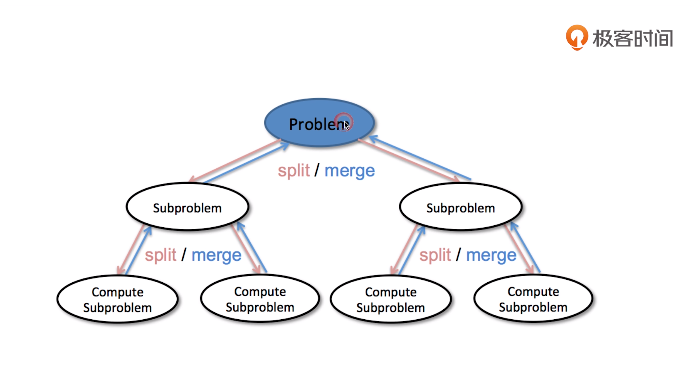 极客时间
Problem
split / merge
Subproblem
Subproblem
split / merge
split / merge
Compute
Subproblem
Compute
Subproblem
Compute
Subproblem
Compute
Subproblem